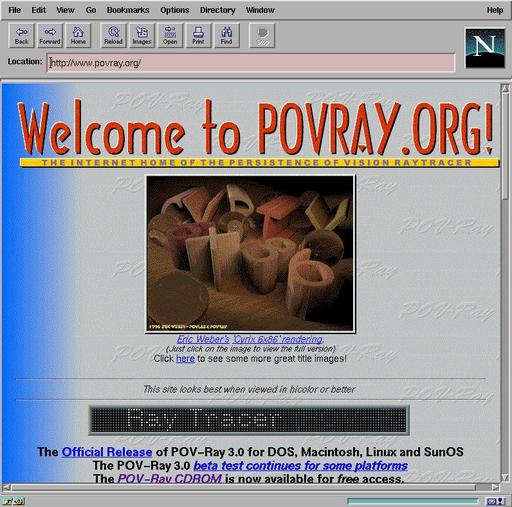 File Edit View Go Bookmarks Options Directory Window Help
Back Forward Home Reload Images Open Print Find Stop
N
Location: http://www.povray.org/
Welcome to POVRAY.ORG!
THE INTERNET HOME OF THE PERSISTENCE OF VISION RAYTRACER
1996 ERIC WEBER - POVLAB & POVRAY
Eric Weber's 'Cyrix 6x86' rendering.
(Just click on the image to view the full version)
Click here to see some more great title images!
This site looks best when viewed in hicolor or better
Ray Tracer
The Official Release of POV-Ray 3.0 for DOS, Macintosh, Linux and SunOS
The POV-Ray 3.0 beta test continues for some platforms
The POV-Ray CDROM is now available for free access.